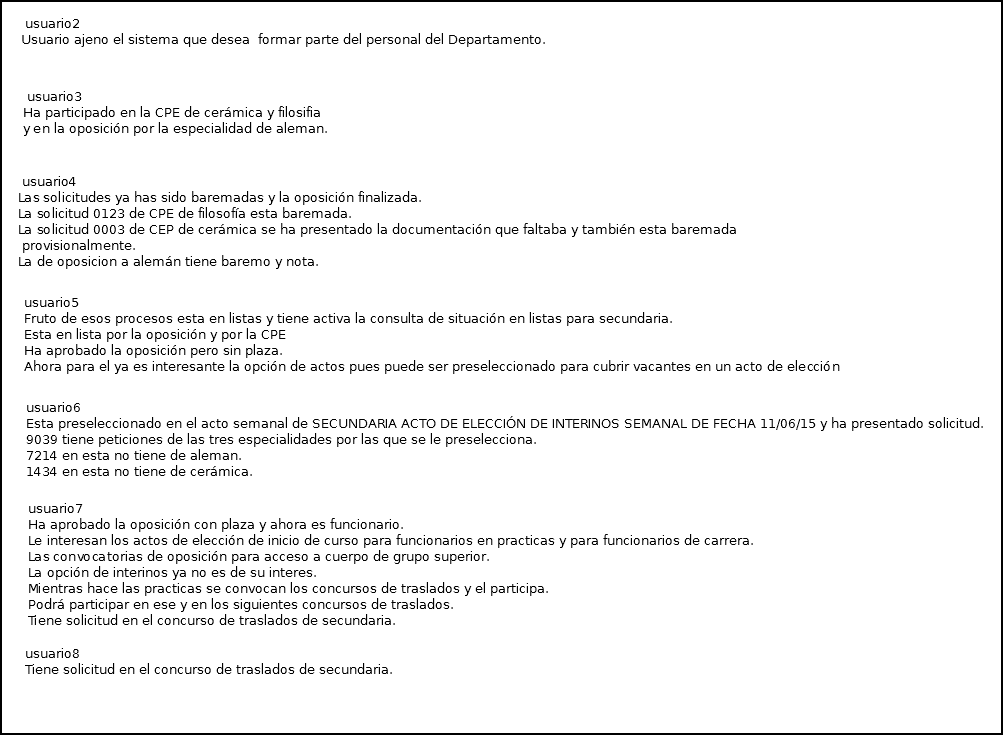 usuario2
Usuario ajeno el sistema que desea formar parte del personal del Departamento.
usuario3
Ha participado en la CPE de cerámica y filosifia
y en la oposición por la especialidad de aleman.
usuario4
Las solicitudes ya has sido baremadas y la oposición finalizada.
La solicitud 0123 de CPE de filosofía esta baremada.
La solicitud 0003 de CEP de cerámica se ha presentado la documentación que faltaba y también esta baremada
provisionalmente.
La de oposicion a alemán tiene baremo y nota.
usuario5
Fruto de esos procesos esta en listas y tiene activa la consulta de situación en listas para secundaria.
Esta en lista por la oposición y por la CPE
Ha aprobado la oposición pero sin plaza.
Ahora para el ya es interesante la opción de actos pues puede ser preseleccionado para cubrir vacantes en un acto de elección
usuario6
Esta preseleccionado en el acto semanal de SECUNDARIA ACTO DE ELECCIÓN DE INTERINOS SEMANAL DE FECHA 11/06/15 y ha presentado solicitud.
9039 tiene peticiones de las tres especialidades por las que se le preselecciona.
7214 en esta no tiene de aleman.
1434 en esta no tiene de cerámica.
usuario7
Ha aprobado la oposición con plaza y ahora es funcionario.
Le interesan los actos de elección de inicio de curso para funcionarios en practicas y para funcionarios de carrera.
Las convocatorias de oposición para acceso a cuerpo de grupo superior.
La opción de interinos ya no es de su interes.
Mientras hace las practicas se convocan los concursos de traslados y el participa.
Podrá participar en ese y en los siguientes concursos de traslados.
Tiene solicitud en el concurso de traslados de secundaria.
usuario8
Tiene solicitud en el concurso de traslados de secundaria.